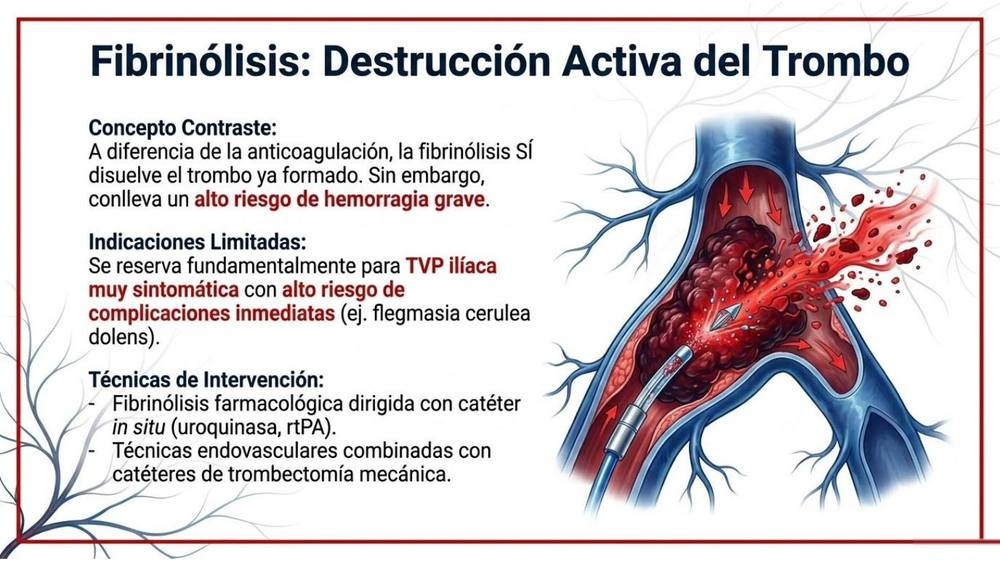 Fibrinólisis: Destrucción Activa del Trombo
Concepto Contraste:
A diferencia de la anticoagulación, la fibrinólisis SÍ
disuelve el trombo ya formado. Sin embargo,
conlleva un alto riesgo de hemorragia grave.
Indicaciones Limitadas:
Se reserva fundamentalmente para TVP ilíaca
muy sintomática con alto riesgo de
complicaciones inmediatas (ej. flegmasia cerulea
dolens).
Técnicas de Intervención:
- Fibrinólisis farmacológica dirigida con catéter
in situ (uroquinasa, rtPA).
- Técnicas endovasculares combinadas con
catéteres de trombectomía mecánica.